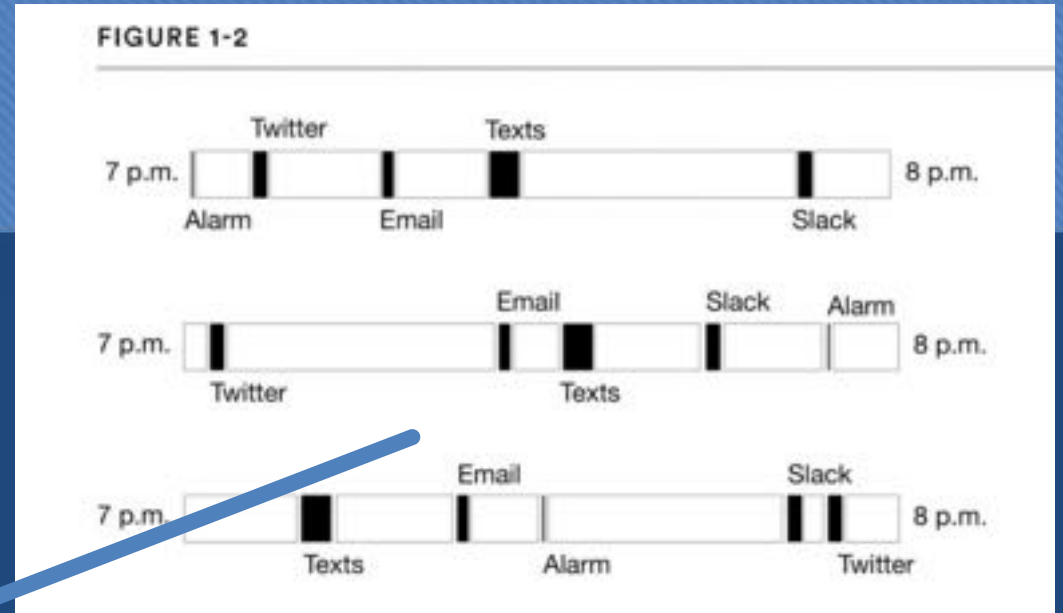 FIGURE 1-2
Twitter Texts
7 p.m. 8 p.m.
Alarm Email Slack
Email Slack Alarm
7 p.m. 8 p.m.
Twitter Texts
Email Slack
7 p.m. 8 p.m.
Texts Alarm Twitter